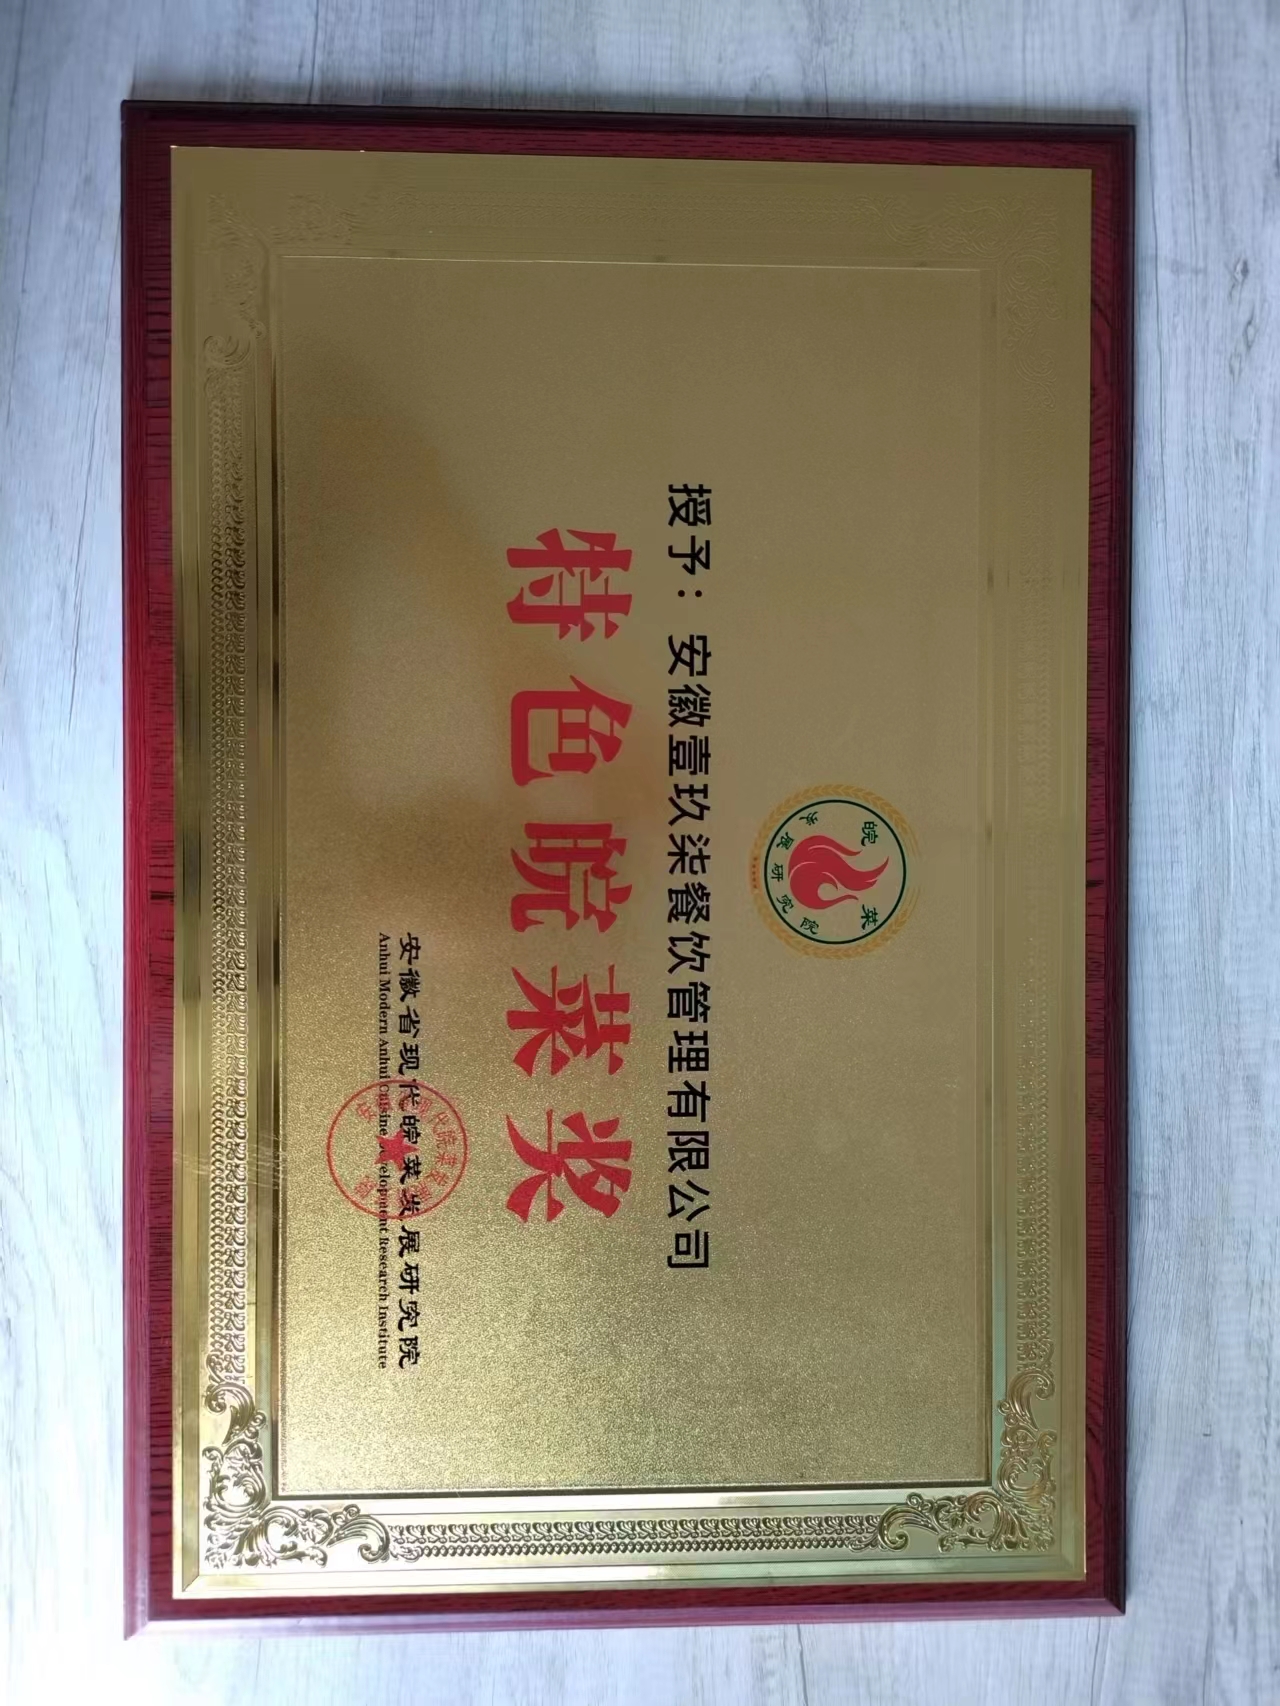 皖菜
发展研究院
授予：安徽壹玖柒餐饮管理有限公司
特色皖菜奖
安徽省现代皖菜发展研究院
Anhui Modern Anhui Cuisine Development Research Institute